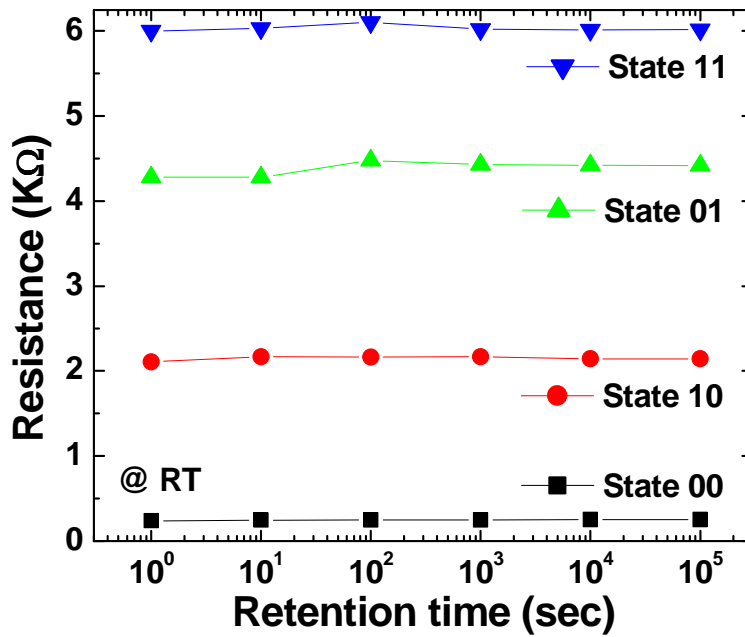 6
5
4
3
2
1
0
Resistance (KΩ)
State 11
State 01
State 10
State 00
@ RT
10⁰ 10¹ 10² 10³ 10⁴ 10⁵
Retention time (sec)